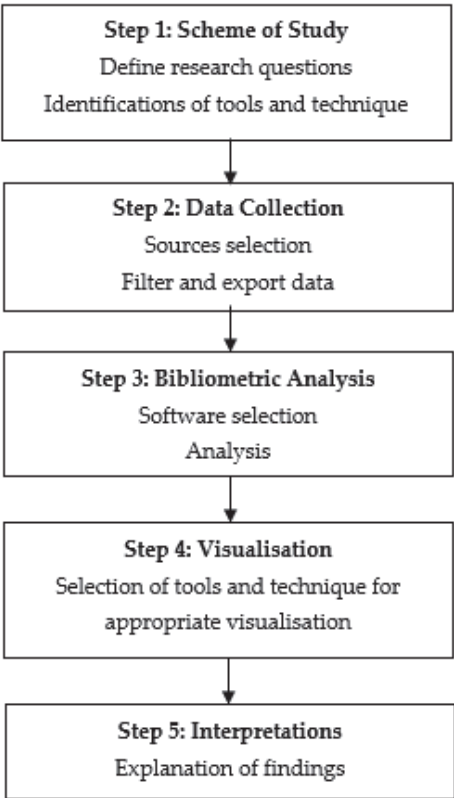 Step 1: Scheme of Study
Define research questions
Identifications of tools and technique
Step 2: Data Collection
Sources selection
Filter and export data
Step 3: Bibliometric Analysis
Software selection
Analysis
Step 4: Visualisation
Selection of tools and technique for
appropriate visualisation
Step 5: Interpretations
Explanation of findings